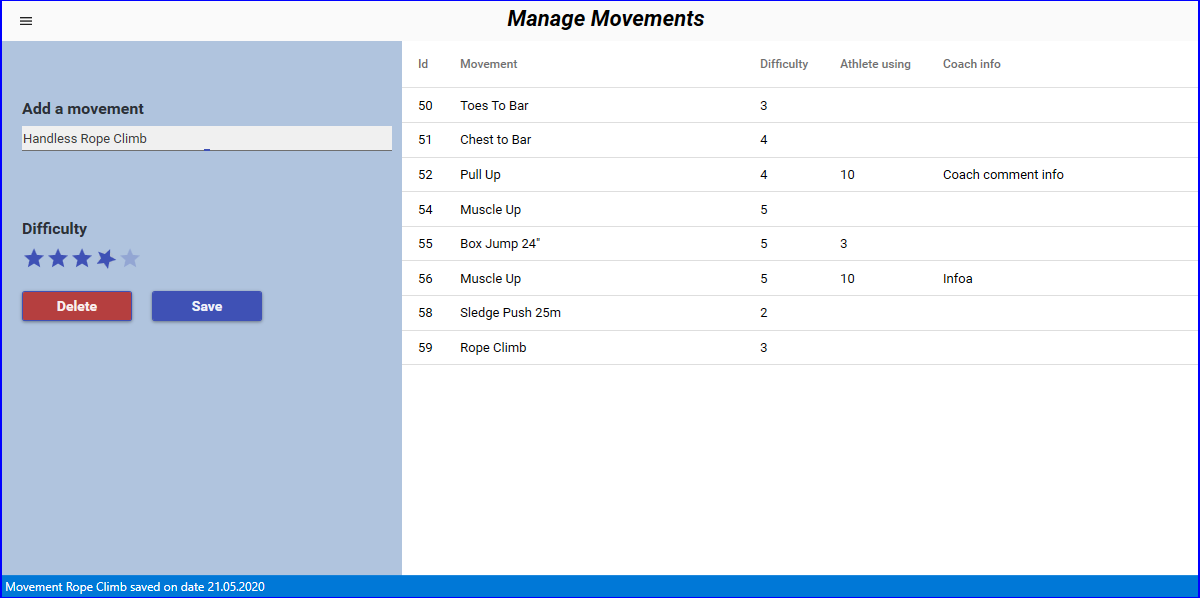 Manage Movements
Add a movement
Handless Rope Climb
Difficulty
Delete Save
Id Movement Difficulty Athlete using Coach info
50 Toes To Bar 3
51 Chest to Bar 4
52 Pull Up 4 10 Coach comment info
54 Muscle Up 5
55 Box Jump 24" 5 3
56 Muscle Up 5 10 Infoa
58 Sledge Push 25m 2
59 Rope Climb 3
Movement Rope Climb saved on date 21.05.2020